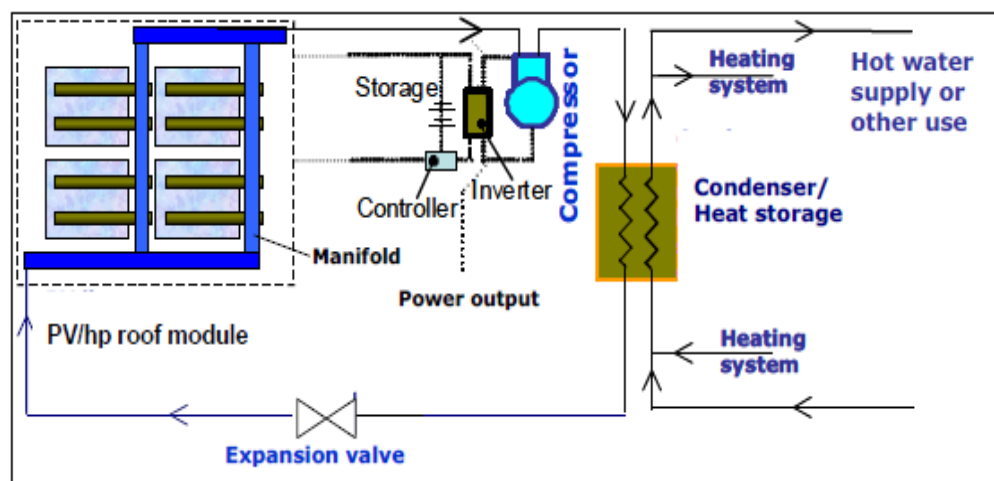 Storage
Controller
Inverter
Compressor
Heating
system
Hot water
supply or
other use
Condenser/
Heat storage
Manifold
Power output
PV/hp roof module
Heating
system
Expansion valve